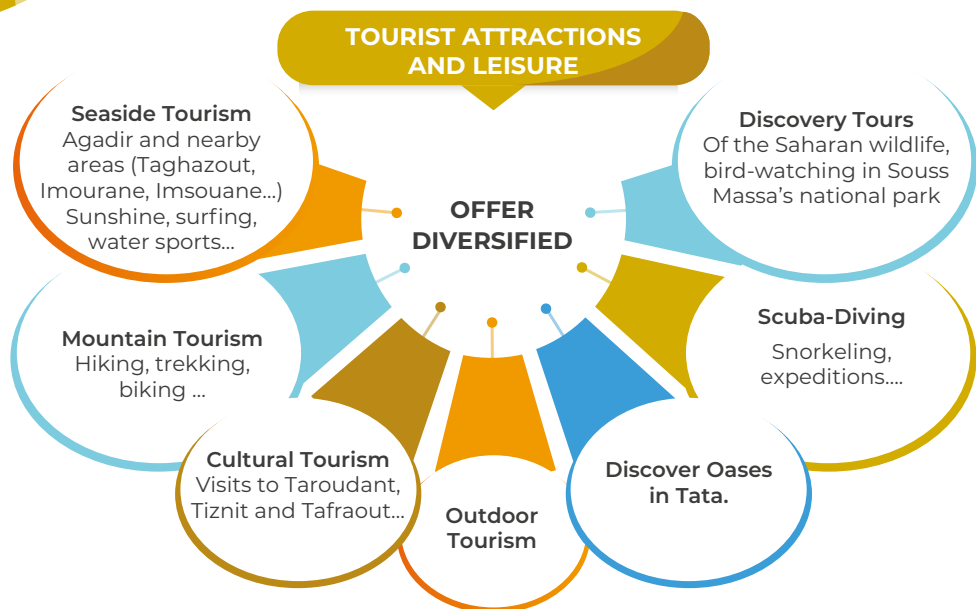 TOURIST ATTRACTIONS
AND LEISURE
OFFER
DIVERSIFIED
Seaside Tourism
Agadir and nearby
areas (Taghazout,
Imourane, Imsouane...)
Sunshine, surfing,
water sports...
Mountain Tourism
Hiking, trekking,
biking ...
Cultural Tourism
Visits to Taroudant,
Tiznit and Tafraout...
Outdoor
Tourism
Discover Oases
in Tata.
Scuba-Diving
Snorkeling,
expeditions....
Discovery Tours
Of the Saharan wildlife,
bird-watching in Souss
Massa’s national park